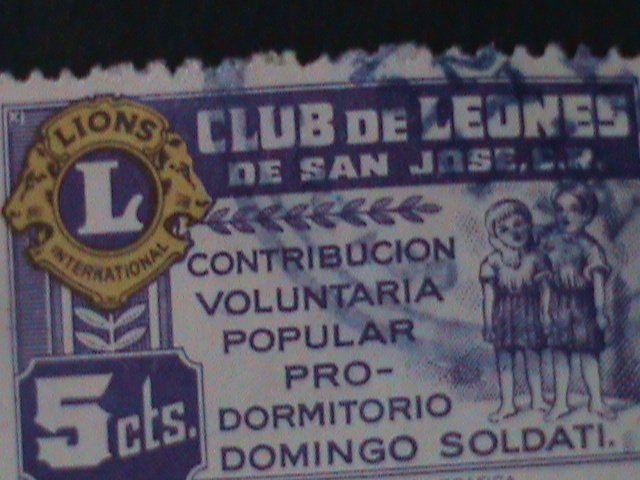 LIONS
L
INTERNATIONAL
CLUB DE LEONES
DE SAN JOSE, C.R.
CONTRIBUCION
VOLUNTARIA
POPULAR
PRO-
DORMITORIO
DOMINGO SOLDATI.
5 cts.